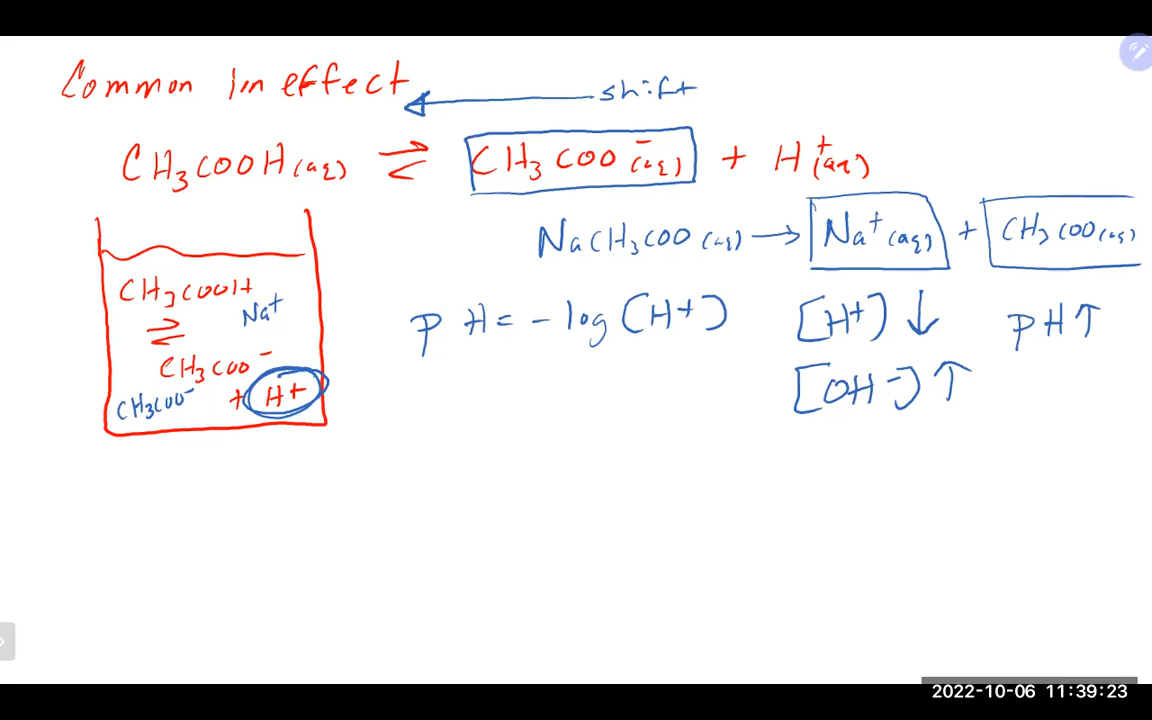 Common in effect
shift
CH₃COOH(aq) ⇌ CH₃COO⁻(aq) + H⁺(aq)
NaCH₃COO(aq) → Na⁺(aq) + CH₃COO(aq)
CH₃COOH
Na⁺
⇌
CH₃COO⁻
CH₃COO⁻ + H+
pH = - log [H+]
[H+] ↓ pH ↑
[OH-] ↑
2022-10-06 11:39:23